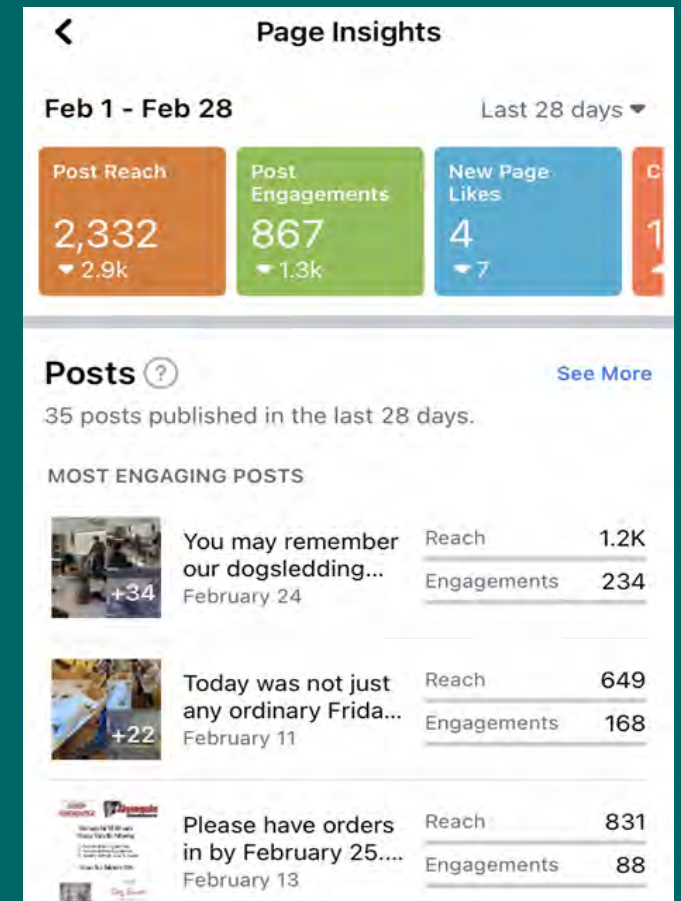 Page Insights
Feb 1 - Feb 28
Last 28 days
Post Reach
2,332
2.9k
Post
Engagements
867
1.3k
New Page
Likes
4
7
C
1
Posts ?
See More
35 posts published in the last 28 days.
MOST ENGAGING POSTS
+34
You may remember
our dogsledding...
February 24
Reach 1.2K
Engagements 234
+22
Today was not just
any ordinary Frida...
February 11
Reach 649
Engagements 168
Please have orders
in by February 25....
February 13
Reach 831
Engagements 88